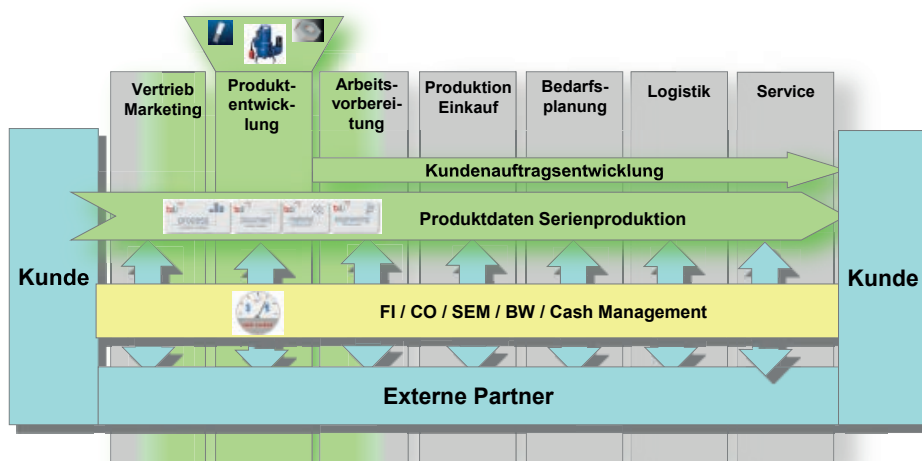 Vertrieb
Marketing
Produkt-
entwick-
lung
Arbeits-
vorberei-
tung
Produktion
Einkauf
Bedarfs-
planung
Logistik
Service
Kundenauftragsentwicklung
process
Produktdaten Serienproduktion
Kunde
Kunde
FI / CO / SEM / BW / Cash Management
Externe Partner